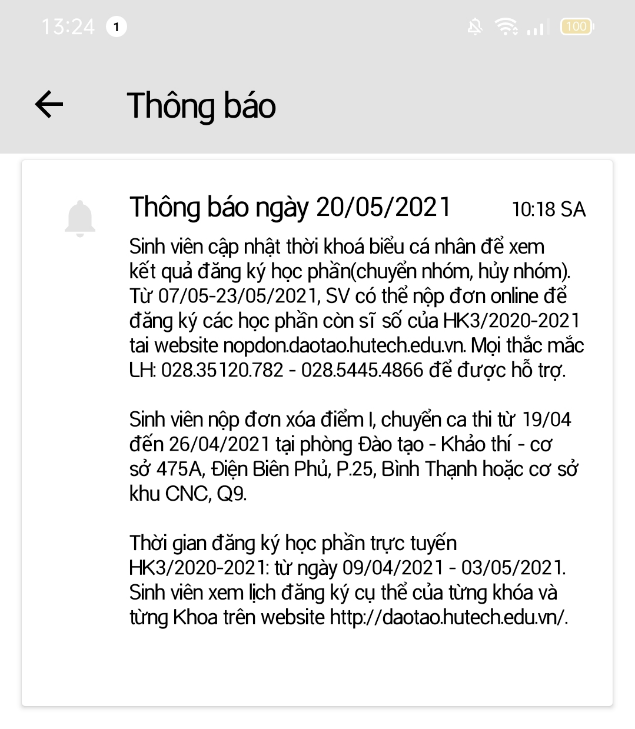 13:24 1 100
Thông báo
Thông báo ngày 20/05/2021 10:18 SA
Sinh viên cập nhật thời khoá biểu cá nhân để xem
kết quả đăng ký học phần(chuyển nhóm, hủy nhóm).
Từ 07/05-23/05/2021, SV có thể nộp đơn online để
đăng ký các học phần còn sĩ số của HK3/2020-2021
tai website nopdon.daotao.hutech.edu.vn. Mọi thắc mắc
LH: 028.35120.782 - 028.5445.4866 để được hỗ trợ.
Sinh viên nộp đơn xóa điểm I, chuyển ca thi từ 19/04
đến 26/04/2021 tại phòng Đào tạo - Khảo thí - cơ
sở 475A, Điện Biên Phủ, P.25, Bình Thạnh hoặc cơ sở
khu CNC, Q9.
Thời gian đăng ký học phần trực tuyến
HK3/2020-2021: từ ngày 09/04/2021 - 03/05/2021.
Sinh viên xem lịch đăng ký cụ thể của từng khóa và
từng Khoa trên website http://daotao.hutech.edu.vn/.